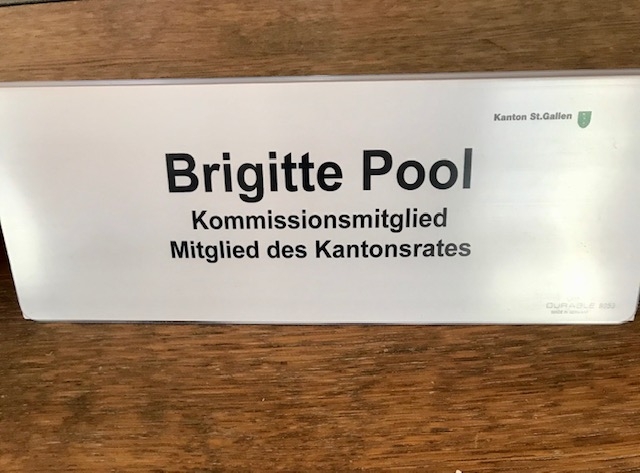 Kanton St.Gallen
Brigitte Pool
Kommissionsmitglied
Mitglied des Kantonsrates
DURABLE